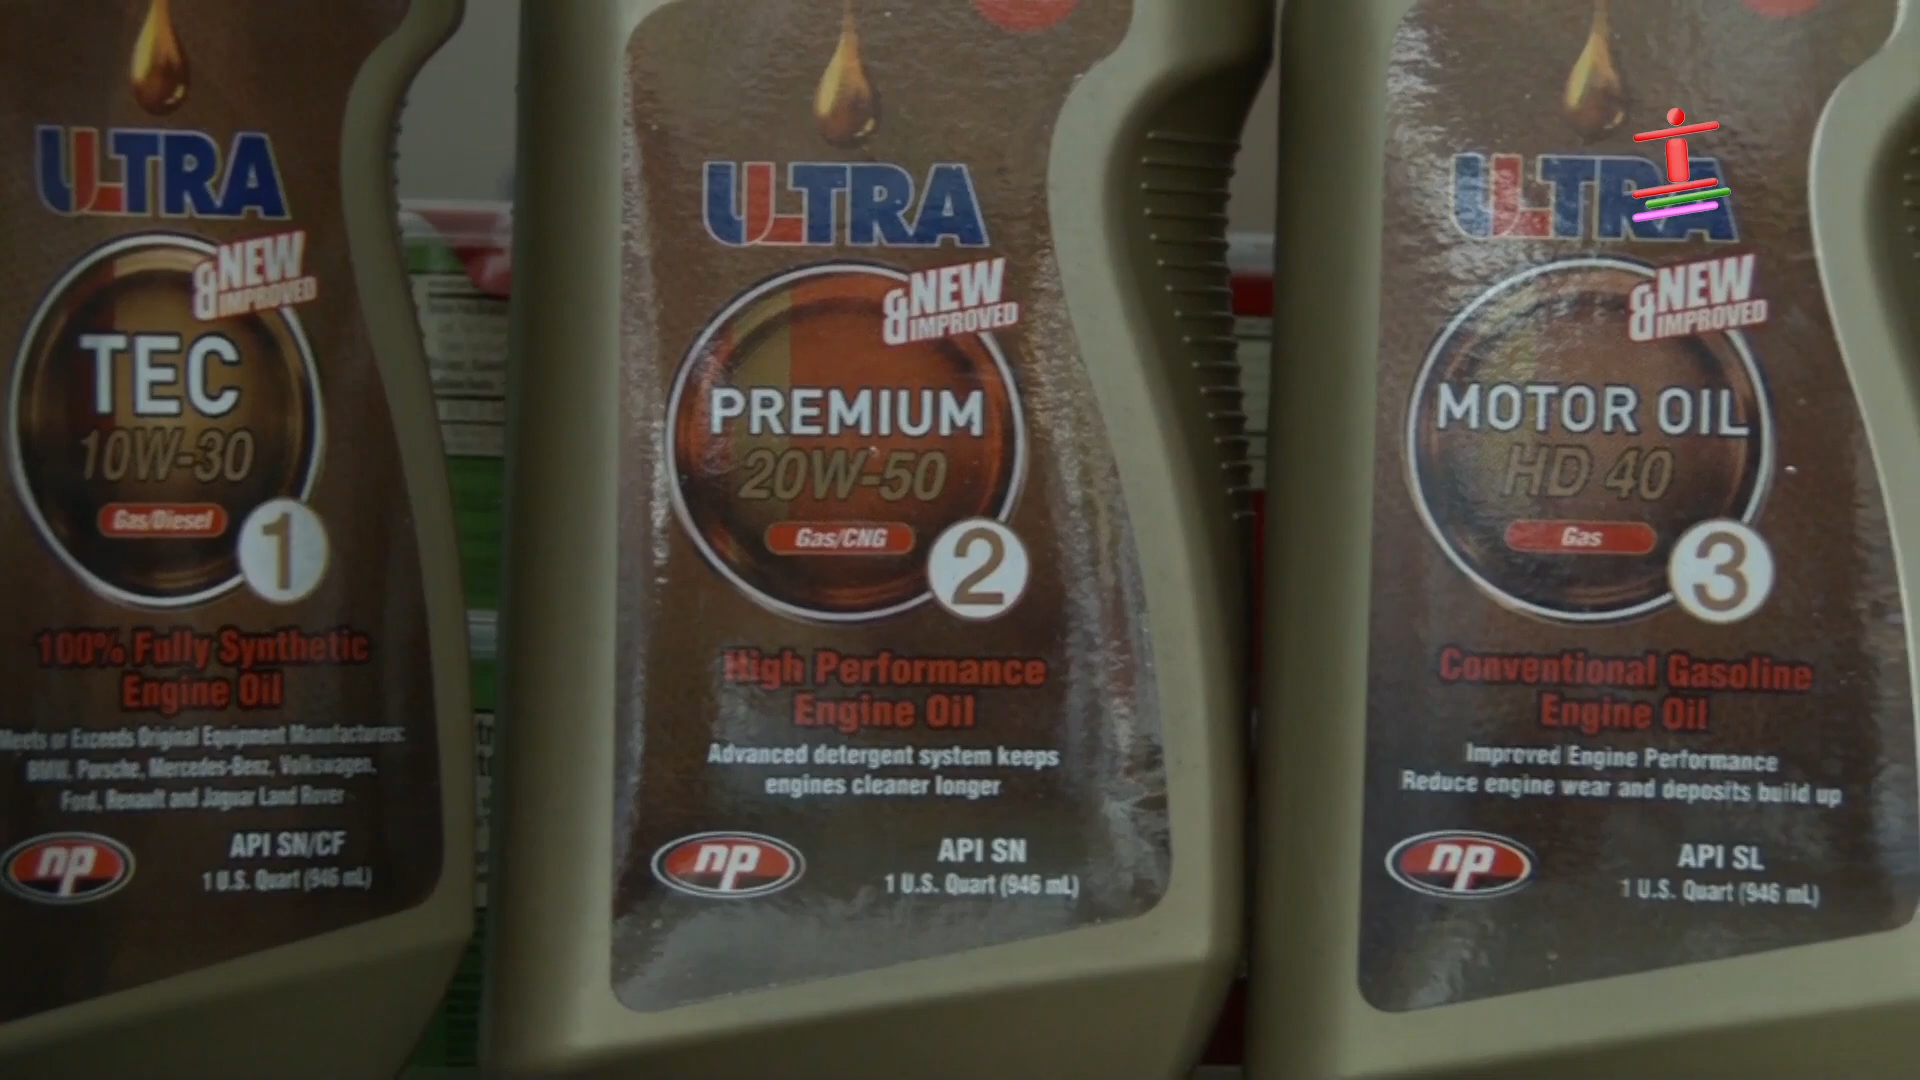 ULTRA
& NEW
IMPROVED
TEC
10W-30
Gas/Diesel
1
100% Fully Synthetic
Engine Oil
Meets or Exceeds Original Equipment Manufacturers:
BMW, Porsche, Mercedes-Benz, Volkswagen,
Ford, Renault and Jaguar Land Rover
np
API SN/CF
1 U.S. Quart (946 mL)
ULTRA
& NEW
IMPROVED
PREMIUM
20W-50
Gas/CNG
2
High Performance
Engine Oil
Advanced detergent system keeps
engines cleaner longer
np
API SN
1 U.S. Quart (946 mL)
ULTRA
& NEW
IMPROVED
MOTOR OIL
HD 40
Gas
3
Conventional Gasoline
Engine Oil
Improved Engine Performance
Reduce engine wear and deposits build up
np
API SL
1 U.S. Quart (946 mL)